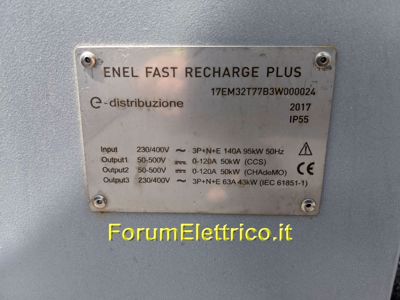 ENEL FAST RECHARGE PLUS
17EM32T77B3W000024
e-distribuzione
2017
IP55
Input 230/400V ~ 3P+N+E 140A 95kW 50Hz
Output1 50-500V ⎓ 0-120A 50kW (CCS)
Output2 50-500V ⎓ 0-120A 50kW (CHAdeMO)
Output3 230/400V ~ 3P+N+E 63A 43kW (IEC 61851-1)
CE
ForumElettrico.it